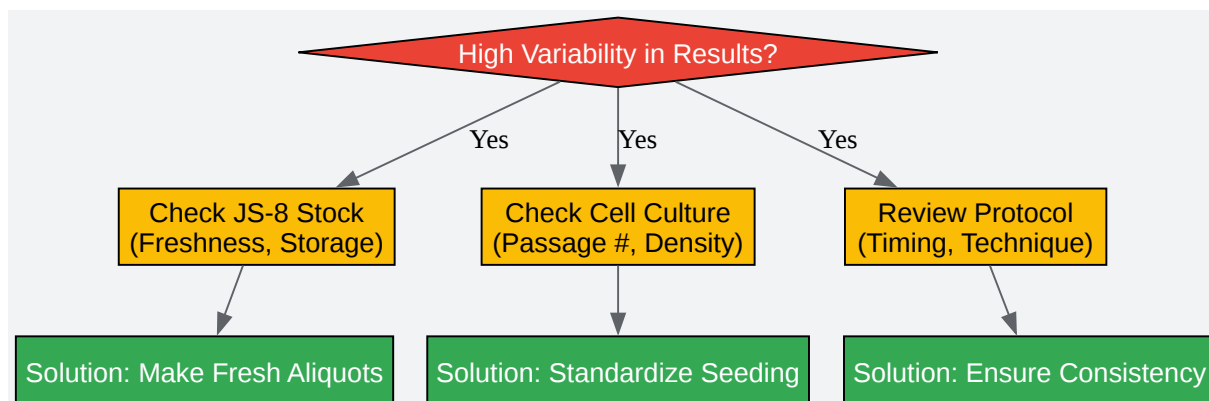 High Variability in Results?
Yes
Yes
Yes
Check JS-8 Stock
(Freshness, Storage)
Check Cell Culture
(Passage #, Density)
Review Protocol
(Timing, Technique)
Solution: Make Fresh Aliquots
Solution: Standardize Seeding
Solution: Ensure Consistency